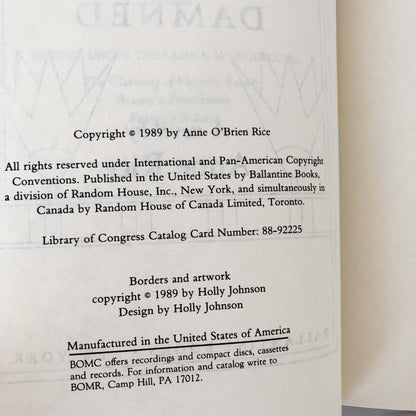 DAMNED
Copyright © 1989 by Anne O'Brien Rice
All rights reserved under International and Pan-American Copyright
Conventions. Published in the United States by Ballantine Books,
a division of Random House, Inc., New York, and simultaneously in
Canada by Random House of Canada Limited, Toronto.
Library of Congress Catalog Card Number: 88-92225
Borders and artwork
copyright © 1989 by Holly Johnson
Design by Holly Johnson
Manufactured in the United States of America
BOMC offers recordings and compact discs, cassettes
and records. For information and catalog write to
BOMR, Camp Hill, PA 17012.